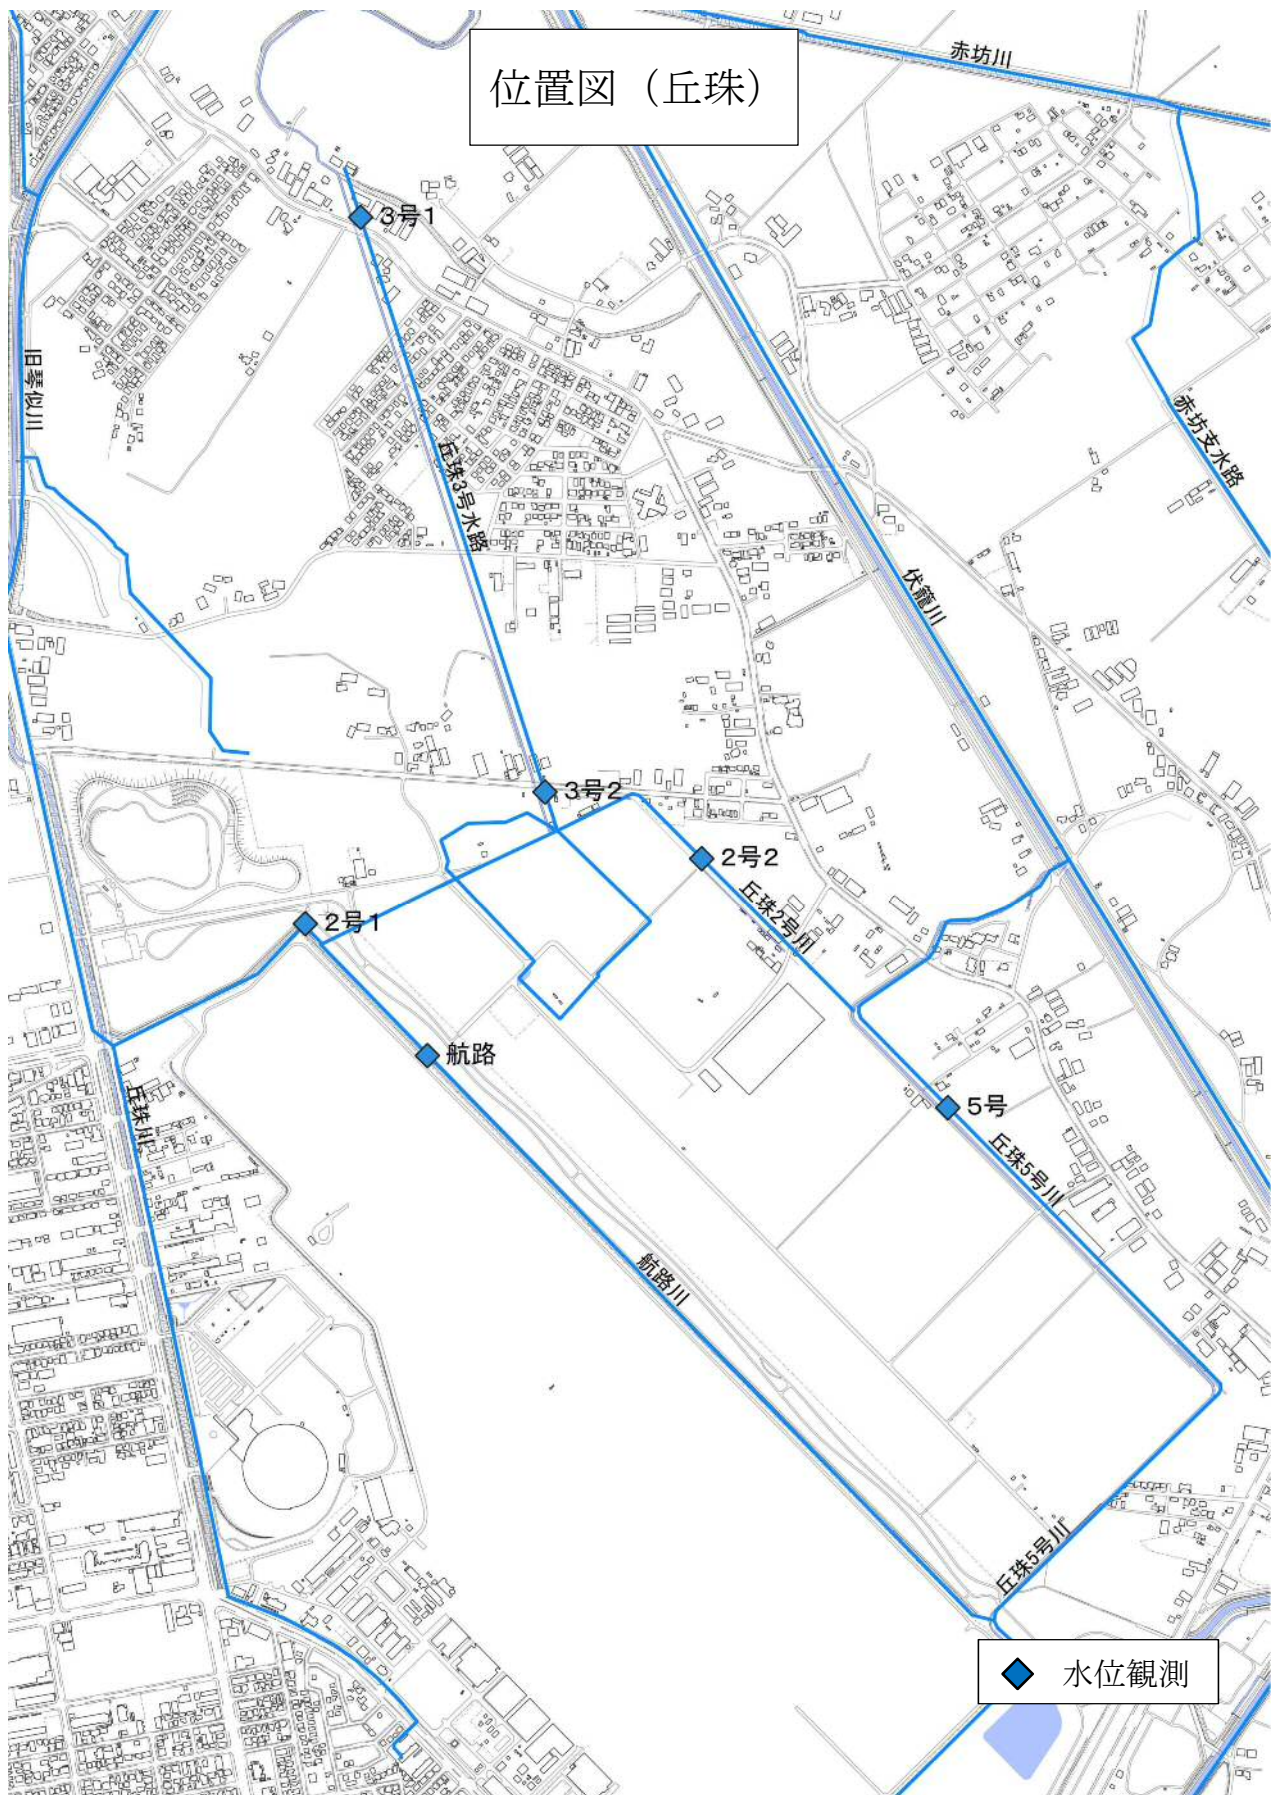 位置図（丘珠）
赤坊川
3号1
旧琴似川
丘珠3号水路
赤坊支水路
伏籠川
3号2
2号2
丘珠2号川
2号1
航路
5号
丘珠川
丘珠5号川
航路川
丘珠5号川
水位観測